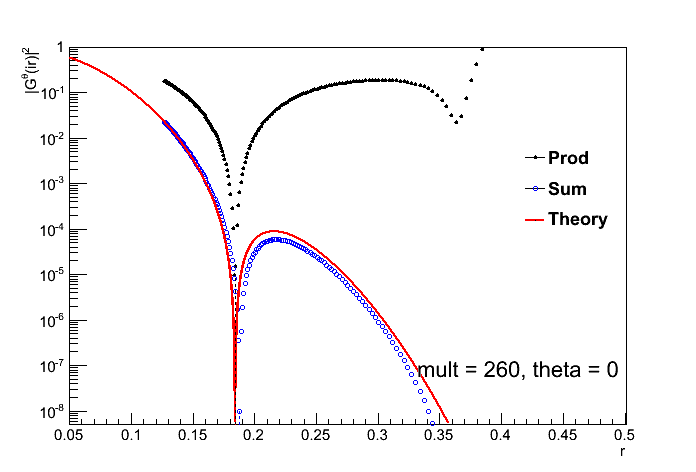 |G^θ(ir)|²
1
10⁻¹
10⁻²
10⁻³
10⁻⁴
10⁻⁵
10⁻⁶
10⁻⁷
10⁻⁸
Prod
Sum
Theory
mult = 260, theta = 0
0.05 0.1 0.15 0.2 0.25 0.3 0.35 0.4 0.45 0.5
r